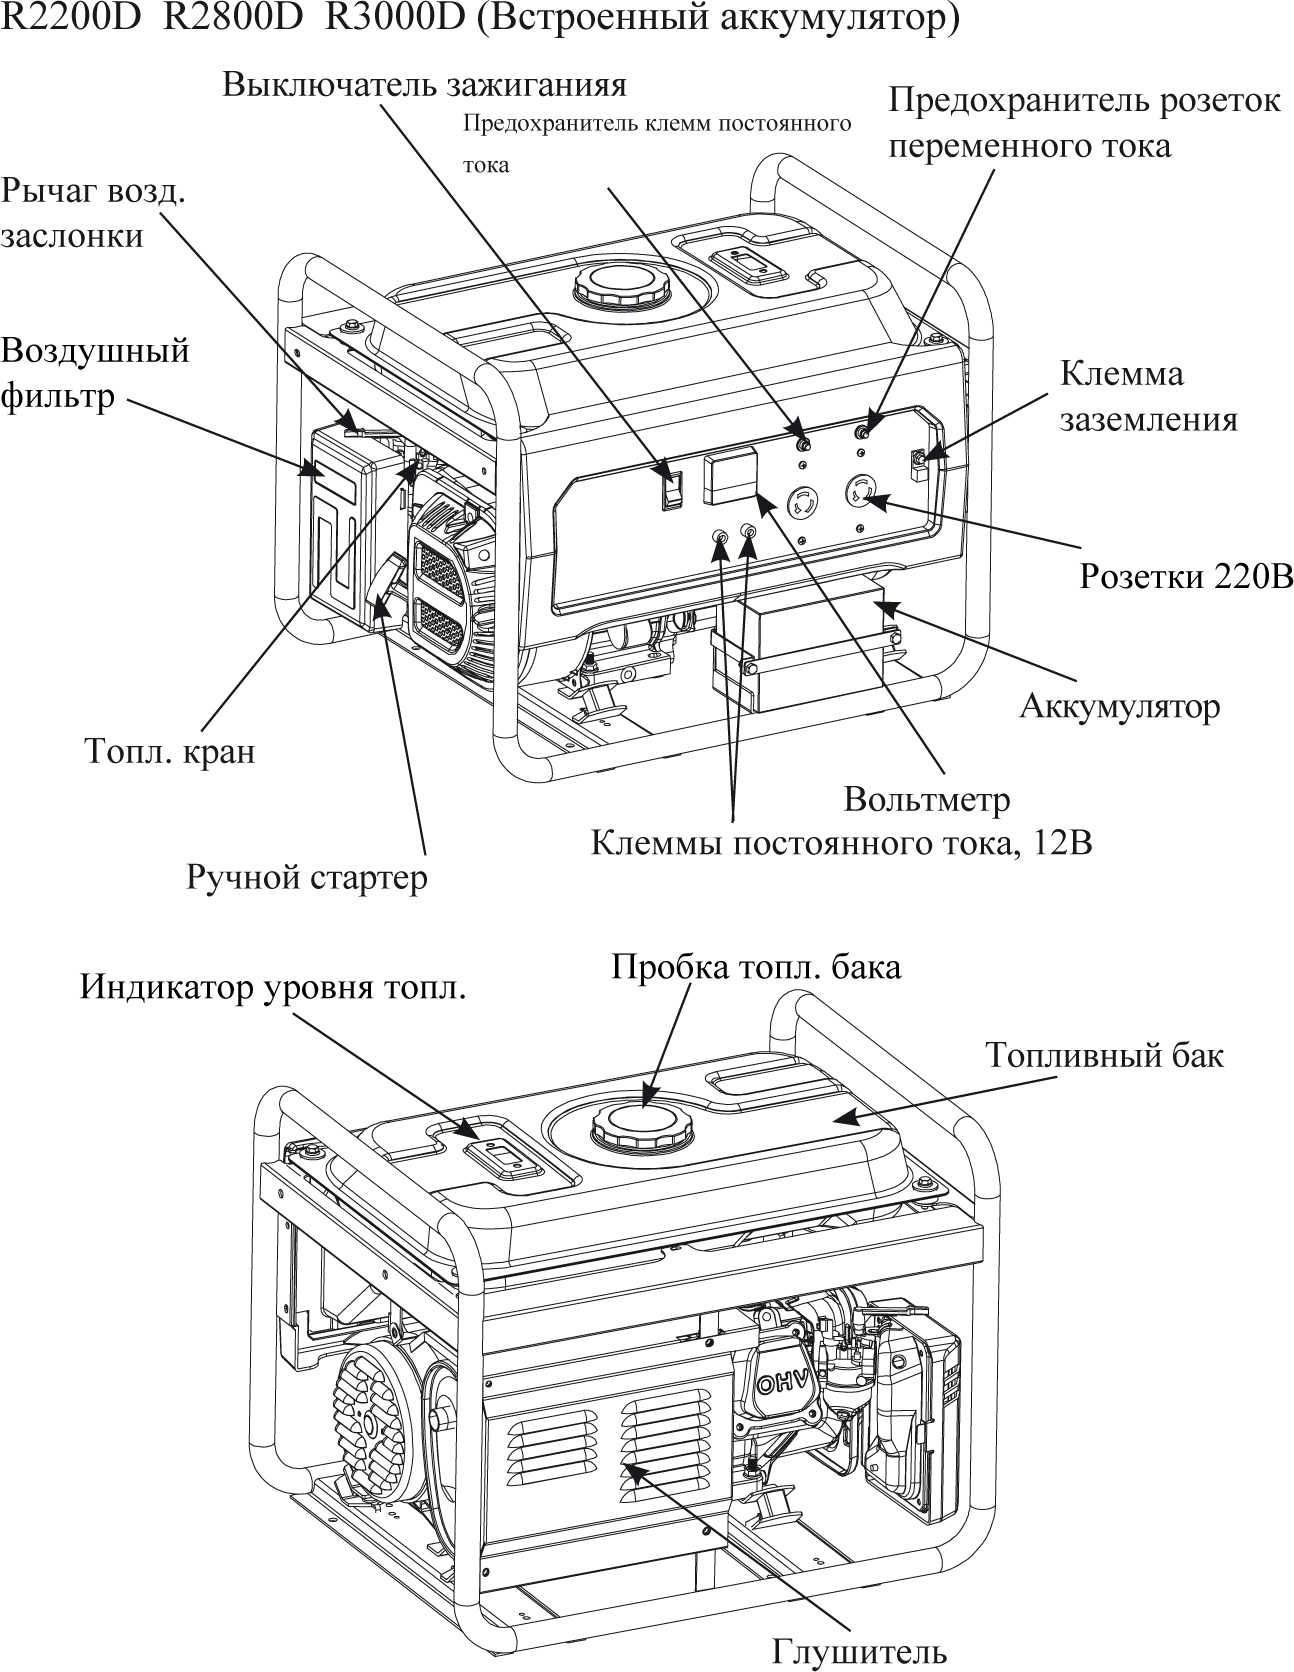 R2200D R2800D R3000D (Встроенный аккумулятор)
Выключатель зажиганияя
Предохранитель клемм постоянного
тока
Предохранитель розеток
переменного тока
Рычаг возд.
заслонки
Воздушный
фильтр
Клемма
заземления
Розетки 220В
Аккумулятор
Топл. кран
Вольтметр
Клеммы постоянного тока, 12В
Ручной стартер
Пробка топл. бака
Индикатор уровня топл.
Топливный бак
OHV
Глушитель